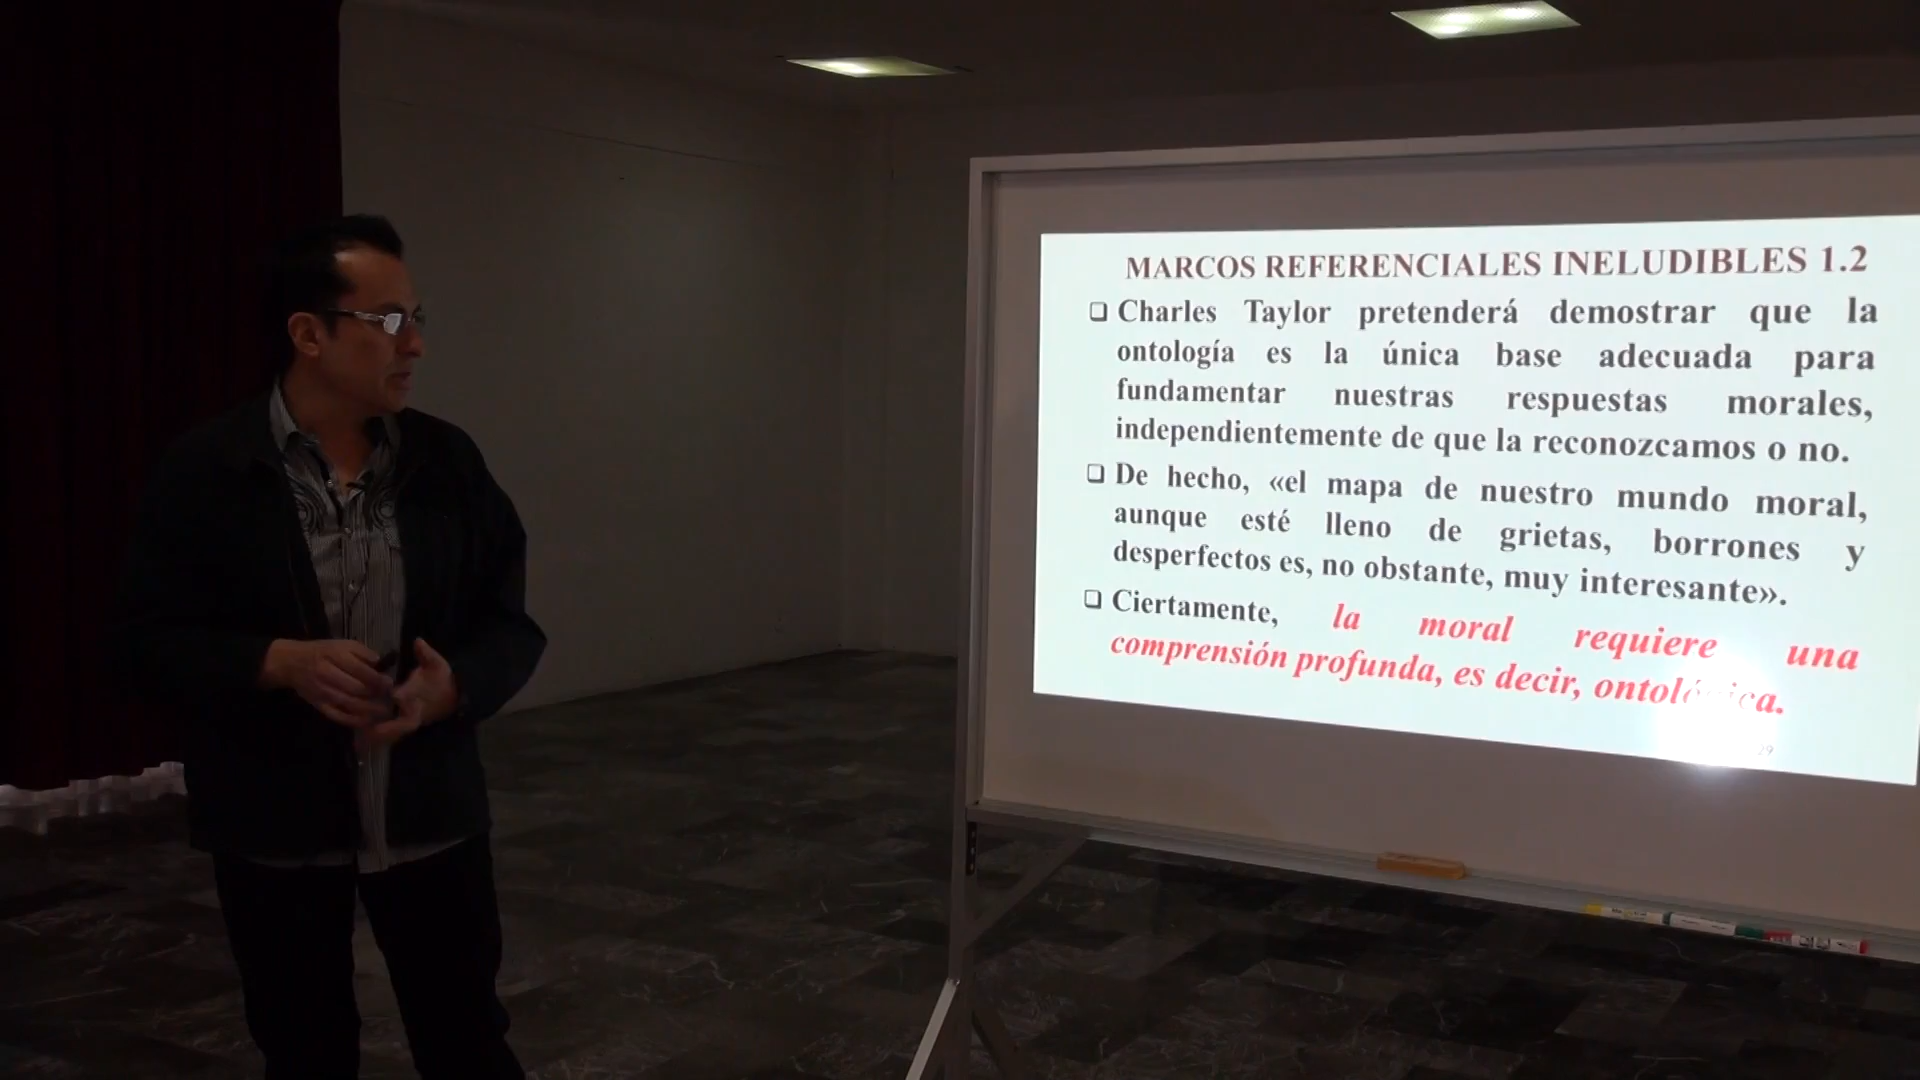 MARCOS REFERENCIALES INELUDIBLES 1.2
Charles Taylor pretenderá demostrar que la
ontología es la única base adecuada para
fundamentar nuestras respuestas morales,
independientemente de que la reconozcamos o no.
De hecho, «el mapa de nuestro mundo moral,
aunque esté lleno de grietas, borrones y
desperfectos es, no obstante, muy interesante».
Ciertamente, la moral requiere una
comprensión profunda, es decir, ontológica.
29